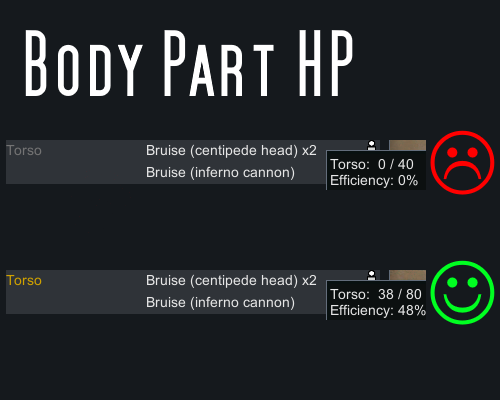 Body Part HP
Torso Bruise (centipede head) x2
Bruise (inferno cannon)
Torso: 0 / 40
Efficiency: 0%
Torso Bruise (centipede head) x2
Bruise (inferno cannon)
Torso: 38 / 80
Efficiency: 48%